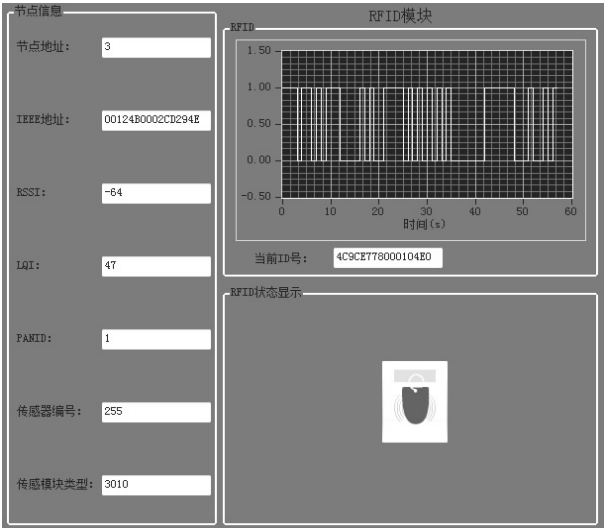 节点信息
节点地址: 3
IEEE地址: 00124B0002CD294E
RSSI: -64
LQI: 47
PANID: 1
传感器编号: 255
传感模块类型: 3010
RFID模块
RFID
1.50
1.00
0.50
0.00
-0.50
0 10 20 30 40 50 60
时间(s)
当前ID号: 4C9CE778000104E0
RFID状态显示